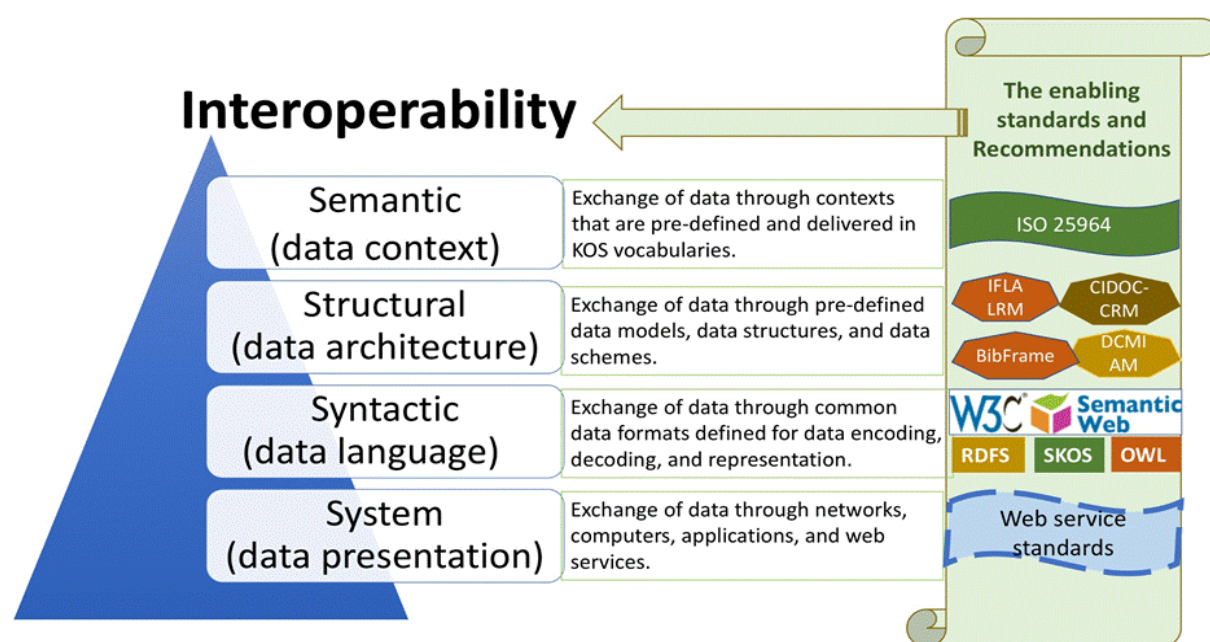 Interoperability
The enabling
standards and
Recommendations
Semantic
(data context)
Exchange of data through contexts
that are pre-defined and delivered in
KOS vocabularies.
ISO 25964
Structural
(data architecture)
Exchange of data through pre-defined
data models, data structures, and data
schemes.
IFLA
LRM
CIDOC-
CRM
BibFrame
DCMI
AM
Syntactic
(data language)
Exchange of data through common
data formats defined for data encoding,
decoding, and representation.
W3C®
Semantic
Web
RDFS
SKOS
OWL
System
(data presentation)
Exchange of data through networks,
computers, applications, and web
services.
Web service
standards